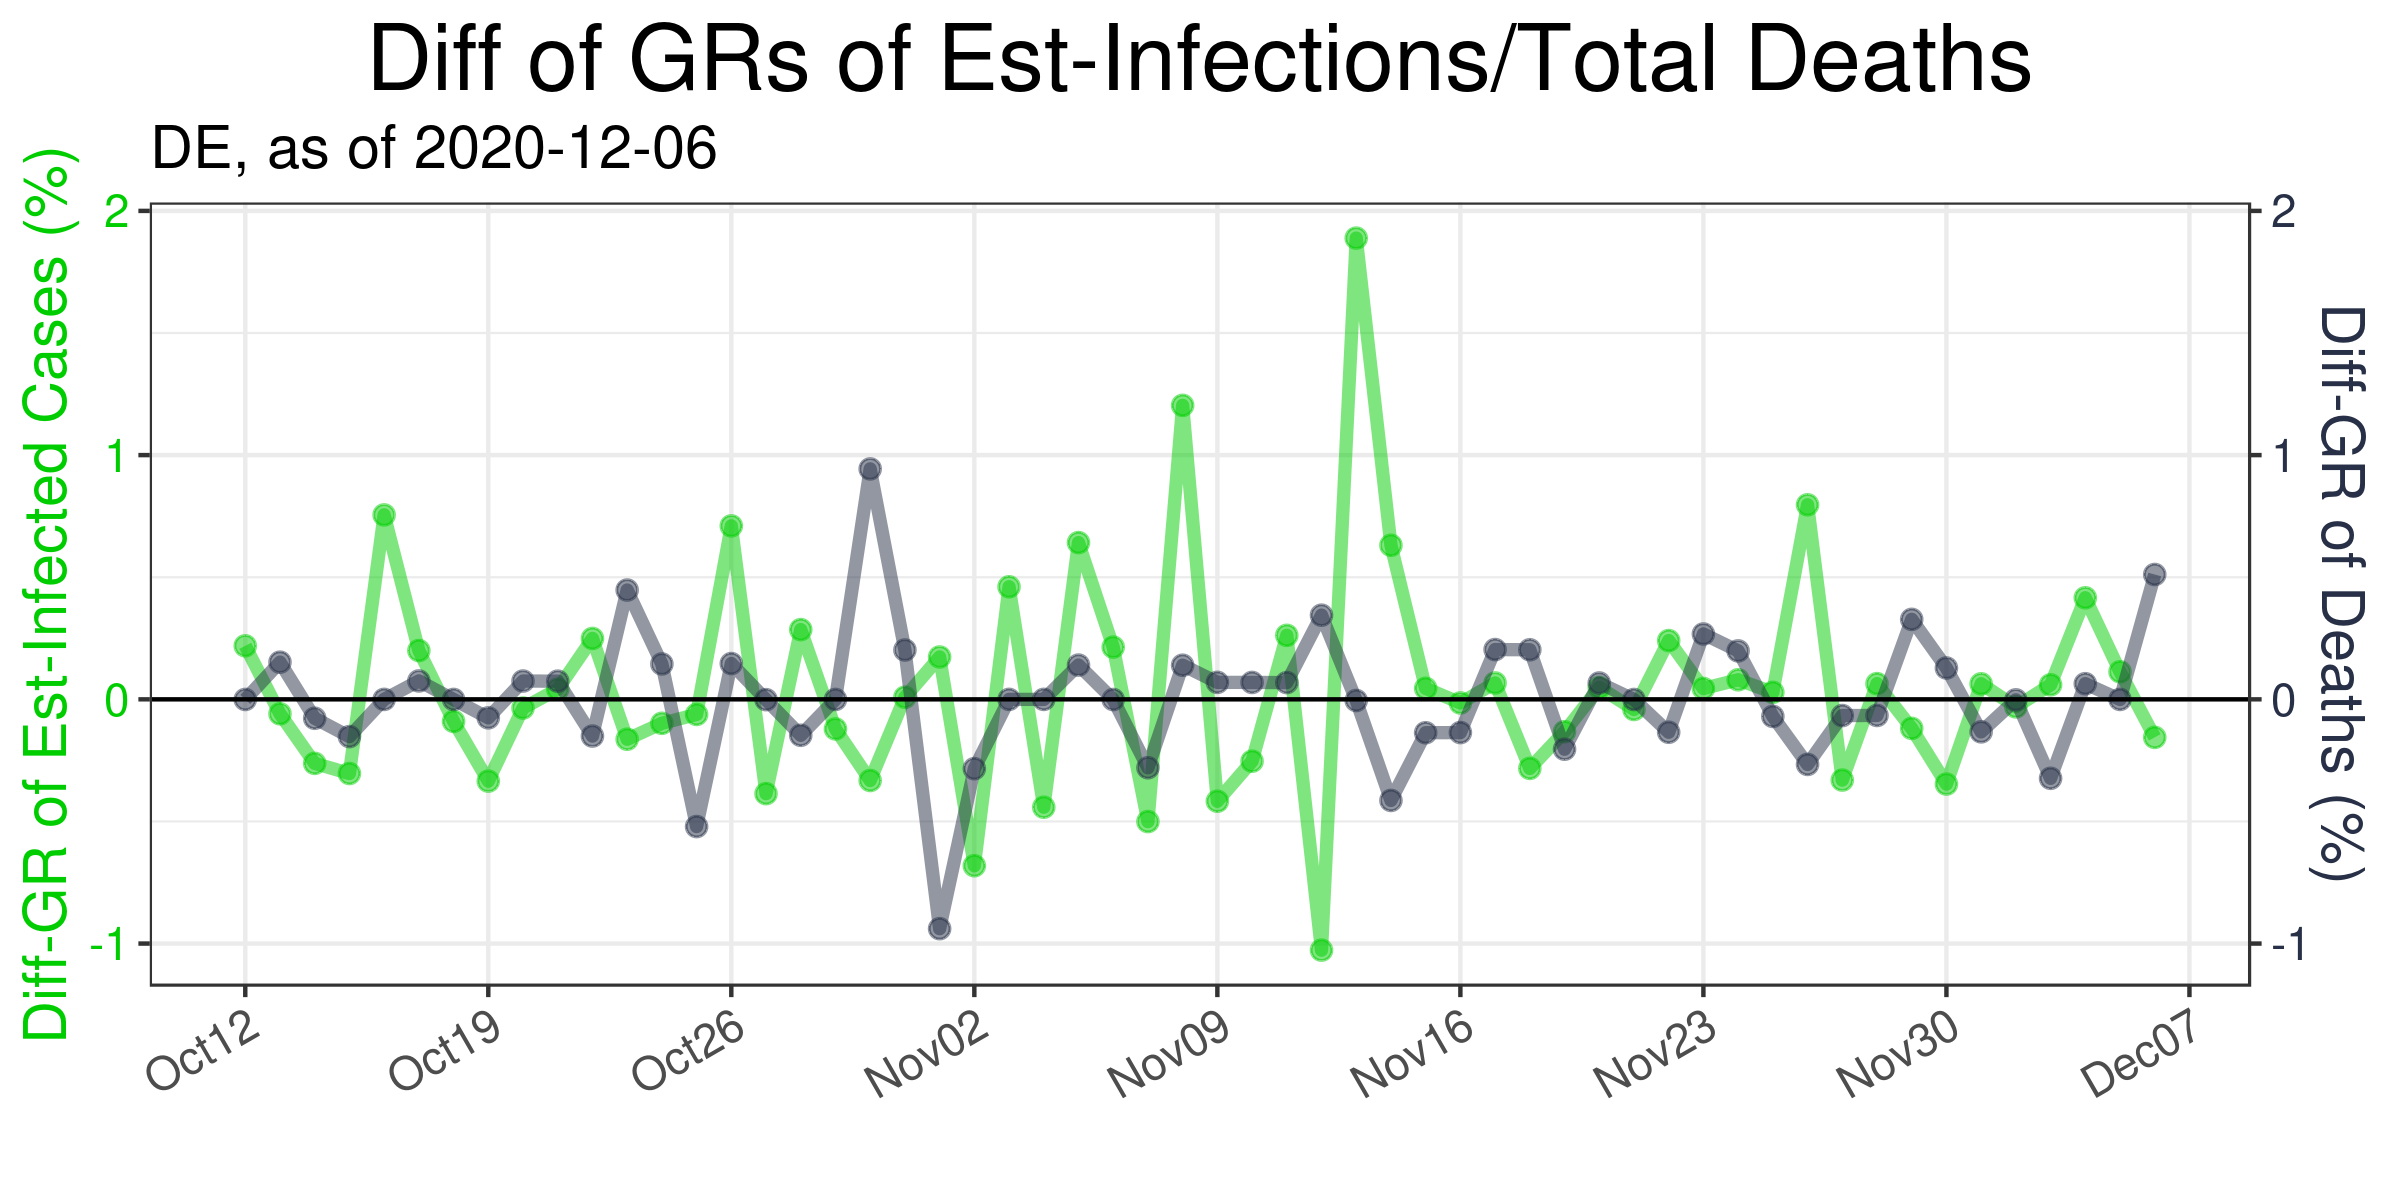 Diff of GRs of Est-Infections/Total Deaths
DE, as of 2020-12-06
Diff-GR of Est-Infected Cases (%)
2
1
0
-1
2
1
0
-1
Diff-GR of Deaths (%)
Oct12
Oct19
Oct26
Nov02
Nov09
Nov16
Nov23
Nov30
Dec07